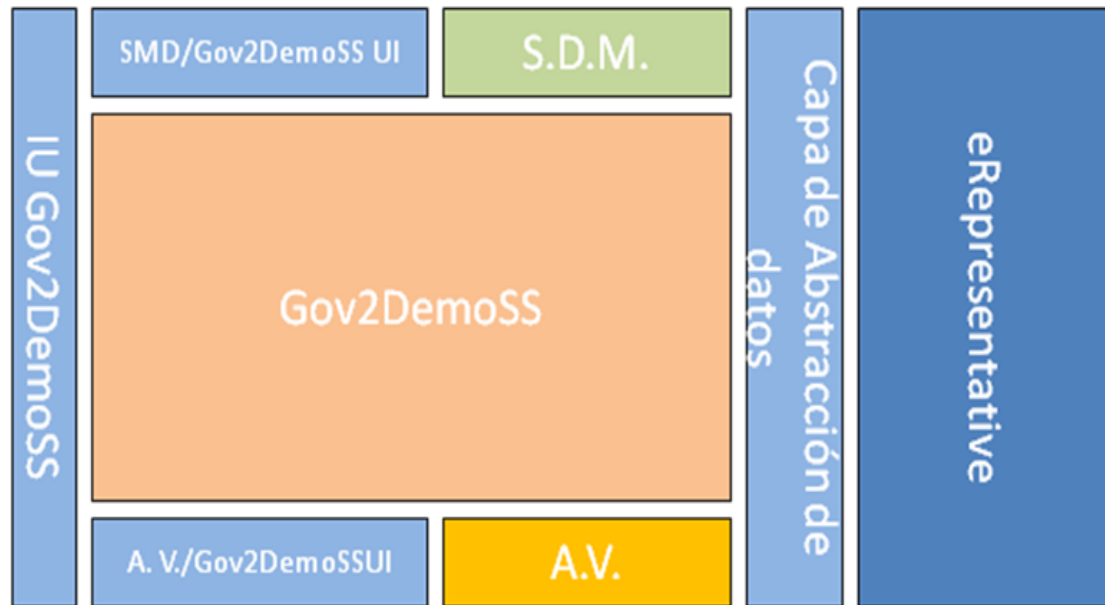 IU Gov2DemoSS
SMD/Gov2DemoSS UI
S.D.M.
Gov2DemoSS
A. V./Gov2DemoSSUI
A.V.
Capa de Abstracción de
datos
eRepresentative